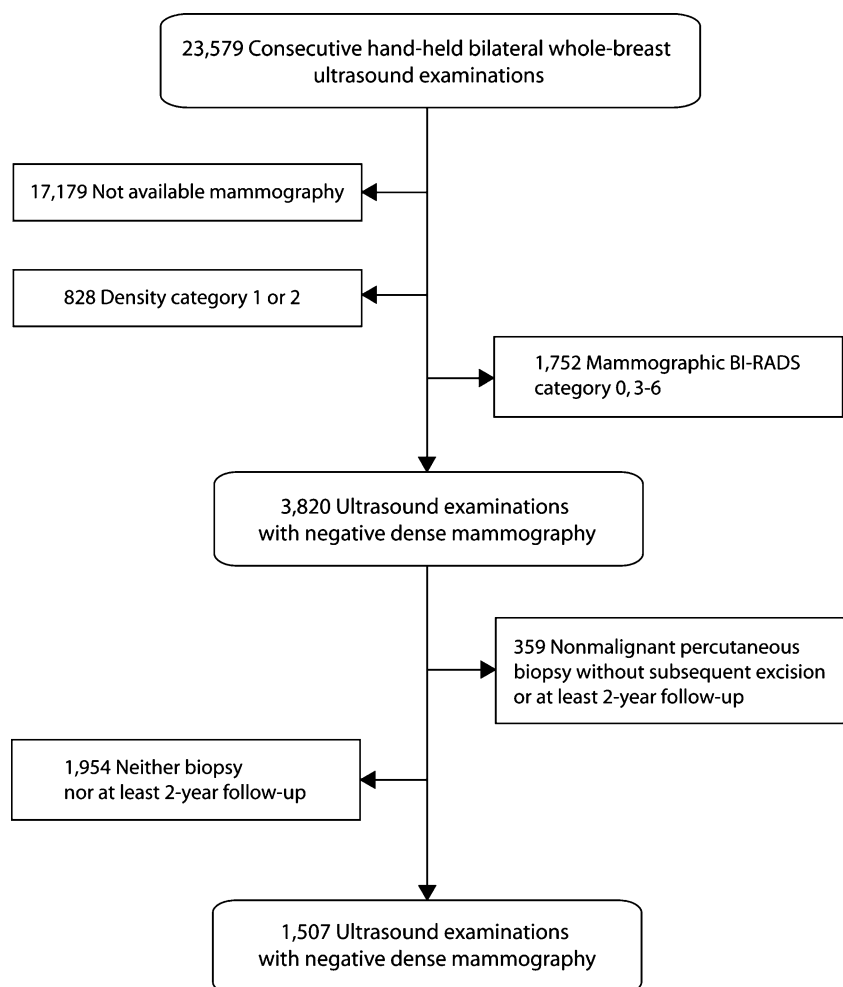 23,579 Consecutive hand-held bilateral whole-breast
ultrasound examinations
17,179 Not available mammography
828 Density category 1 or 2
1,752 Mammographic BI-RADS
category 0, 3-6
3,820 Ultrasound examinations
with negative dense mammography
359 Nonmalignant percutaneous
biopsy without subsequent excision
or at least 2-year follow-up
1,954 Neither biopsy
nor at least 2-year follow-up
1,507 Ultrasound examinations
with negative dense mammography